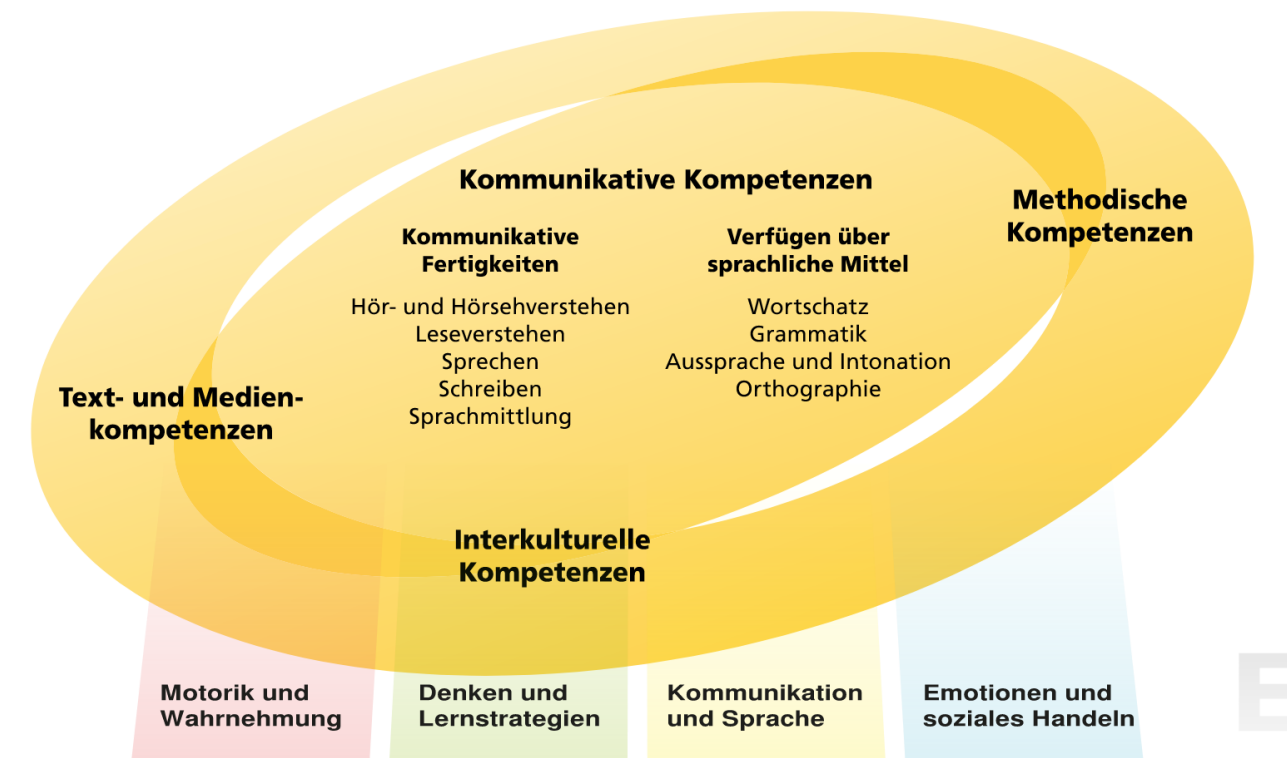 Kommunikative Kompetenzen
Methodische
Kompetenzen
Kommunikative
Fertigkeiten
Hör- und Hörsehverstehen
Leseverstehen
Sprechen
Schreiben
Sprachmittlung
Verfügen über
sprachliche Mittel
Wortschatz
Grammatik
Aussprache und Intonation
Orthographie
Text- und Medien-
kompetenzen
Interkulturelle
Kompetenzen
Motorik und
Wahrnehmung
Denken und
Lernstrategien
Kommunikation
und Sprache
Emotionen und
soziales Handeln
E